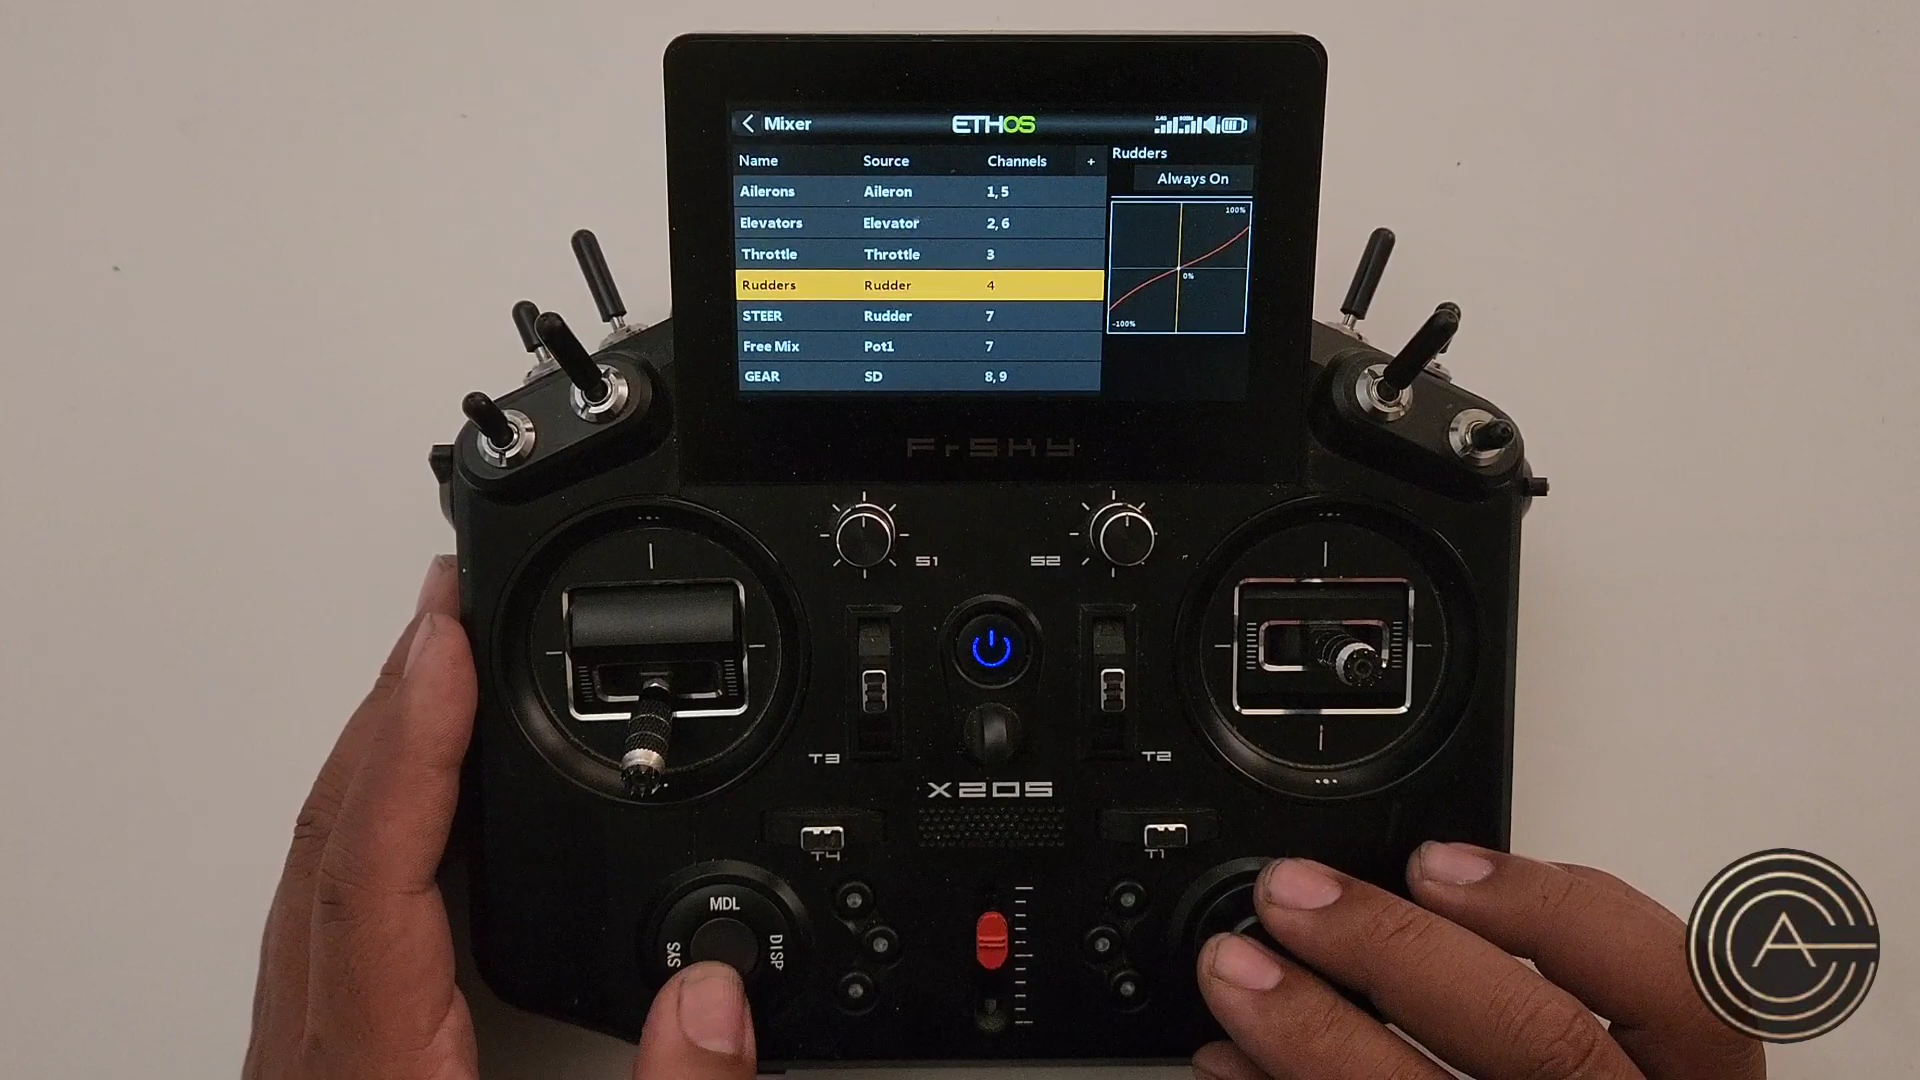 Mixer
ETHOS
Name Source Channels +
Ailerons Aileron 1, 5
Elevators Elevator 2, 6
Throttle Throttle 3
Rudders Rudder 4
STEER Rudder 7
Free Mix Pot1 7
GEAR SD 8, 9
Rudders
Always On
100%
0%
-100%
FrSKY
S1
S2
T3
T2
X20S
T4
T1
MDL
SYS
DISP